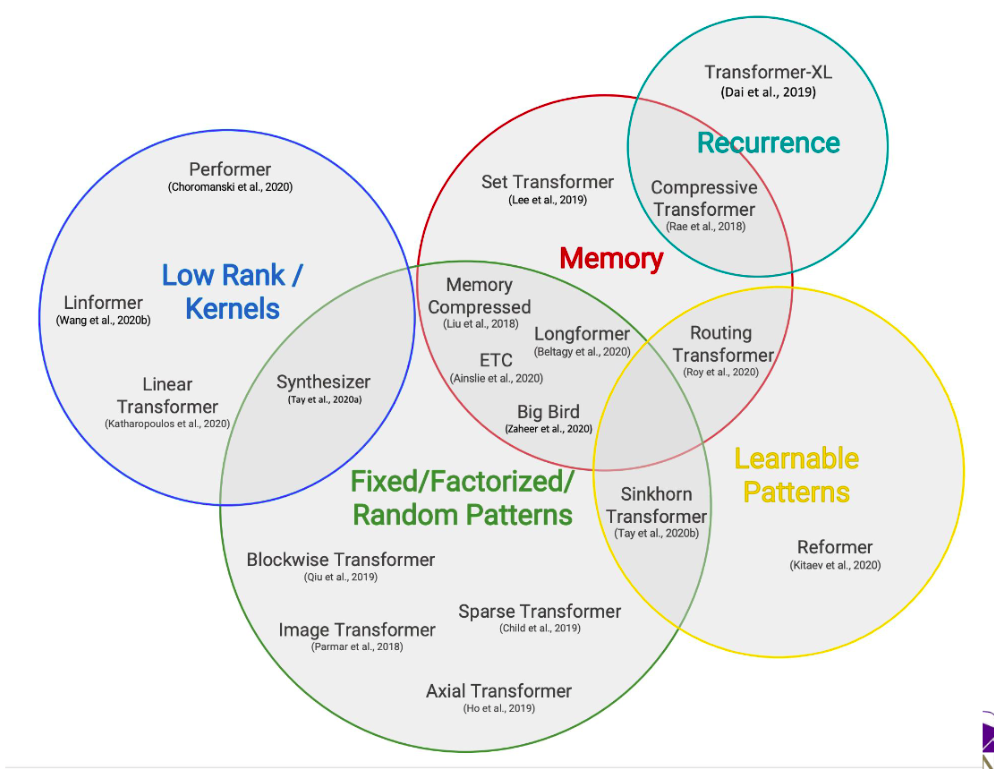 Transformer-XL
(Dai et al., 2019)
Recurrence
Compressive
Transformer
(Rae et al., 2018)
Set Transformer
(Lee et al., 2019)
Memory
Performer
(Choromanski et al., 2020)
Low Rank /
Kernels
Linformer
(Wang et al., 2020b)
Linear
Transformer
(Katharopoulos et al., 2020)
Synthesizer
(Tay et al., 2020a)
Memory
Compressed
(Liu et al., 2018)
Longformer
(Beltagy et al., 2020)
ETC
(Ainslie et al., 2020)
Big Bird
(Zaheer et al., 2020)
Routing
Transformer
(Roy et al., 2020)
Learnable
Patterns
Fixed/Factorized/
Random Patterns
Sinkhorn
Transformer
(Tay et al., 2020b)
Reformer
(Kitaev et al., 2020)
Blockwise Transformer
(Qiu et al., 2019)
Sparse Transformer
(Child et al., 2019)
Image Transformer
(Parmar et al., 2018)
Axial Transformer
(Ho et al., 2019)